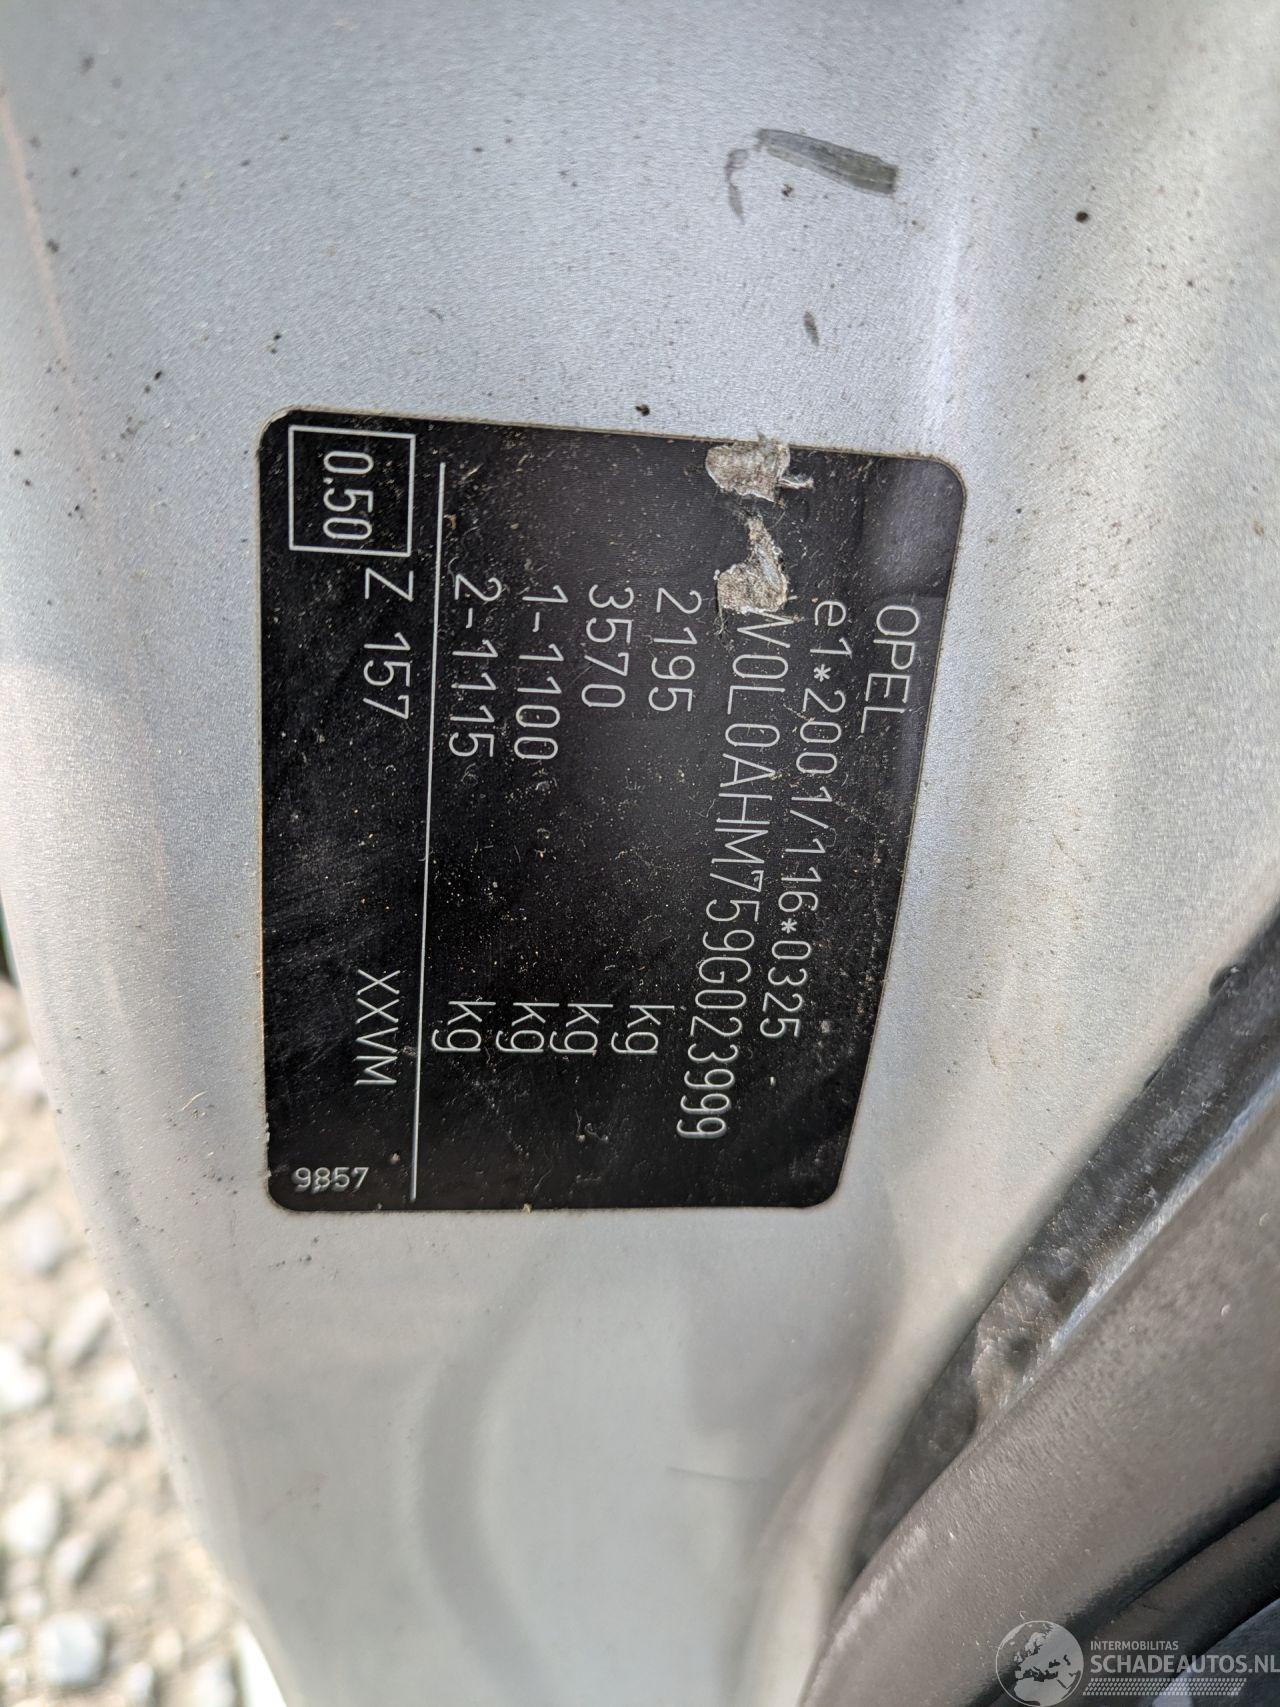 OPEL
e1*2001/116*0325
W0L0AHM759G023999
2195 kg
3570 kg
1-1100 kg
2-1115 kg
0.50 Z 157 XXVM
9857
INTERMOBILITAS
SCHADEAUTOS.NL